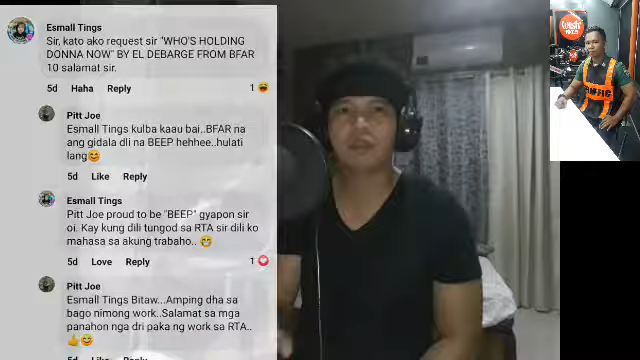 Esmall Tings
Sir, kato ako request sir "WHO'S HOLDING
DONNA NOW" BY EL DEBARGE FROM BFAR
10 salamat sir.
5d Haha Reply 1
Pitt Joe
Esmall Tings kulba kaau bai..BFAR na
ang gidala dli na BEEP hehhee..hulati
lang
5d Like Reply
Esmall Tings
Pitt Joe proud to be "BEEP" gyapon sir
oi. Kay kung dili tungod sa RTA sir dili ko
mahasa sa akung trabaho..
5d Love Reply 1
Pitt Joe
Esmall Tings Bitaw...Amping dha sa
bago nimong work..Salamat sa mga
panahon nga dri paka ng work sa RTA..
5d Like Reply